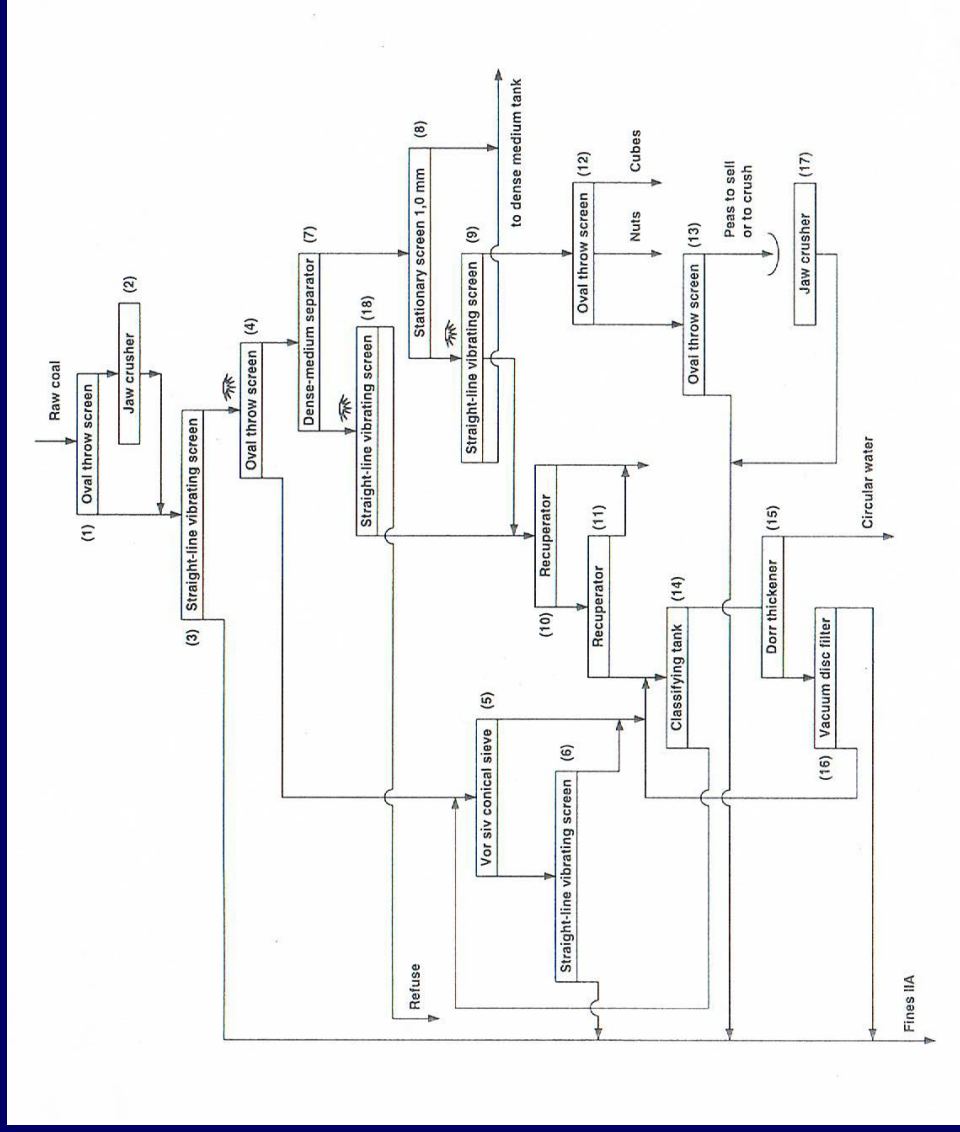 Raw coal
(1)
Oval throw screen
Jaw crusher
(2)
(3)
Straight-line vibrating screen
Oval throw screen
(4)
Dense-medium separator
(7)
Straight-line vibrating screen
(18)
Stationary screen 1,0 mm
(8)
Straight-line vibrating screen
(9)
to dense medium tank
Refuse
Vor siv conical sieve
(5)
Straight-line vibrating screen
(6)
(10)
Recuperator
Recuperator
(11)
Oval throw screen
(12)
Nuts
Cubes
Oval throw screen
(13)
Peas to sell
or to crush
Jaw crusher
(17)
Classifying tank
(14)
Dorr thickener
(15)
(16)
Vacuum disc filter
Circular water
Fines IIA